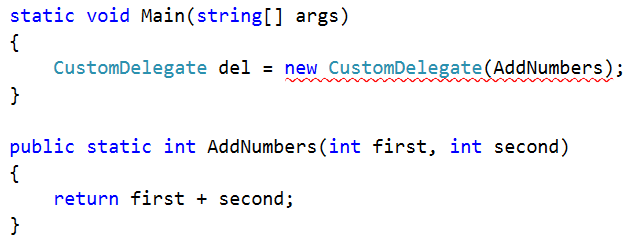 static void Main(string[] args)
{
    CustomDelegate del = new CustomDelegate(AddNumbers);
}

public static int AddNumbers(int first, int second)
{
    return first + second;
}